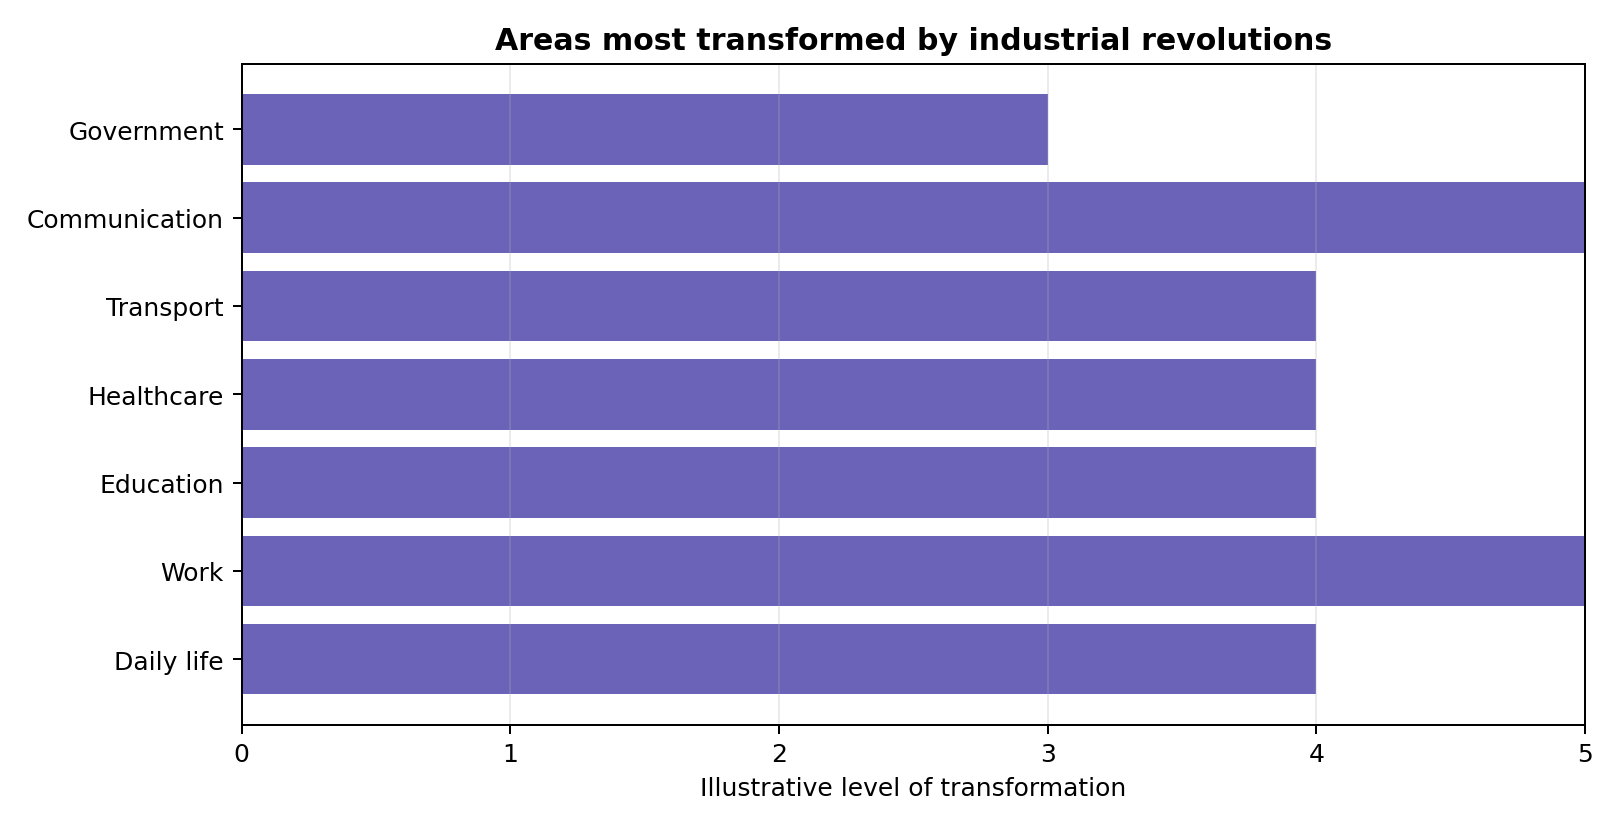 Areas most transformed by industrial revolutions
Government
Communication
Transport
Healthcare
Education
Work
Daily life
0 1 2 3 4 5
Illustrative level of transformation